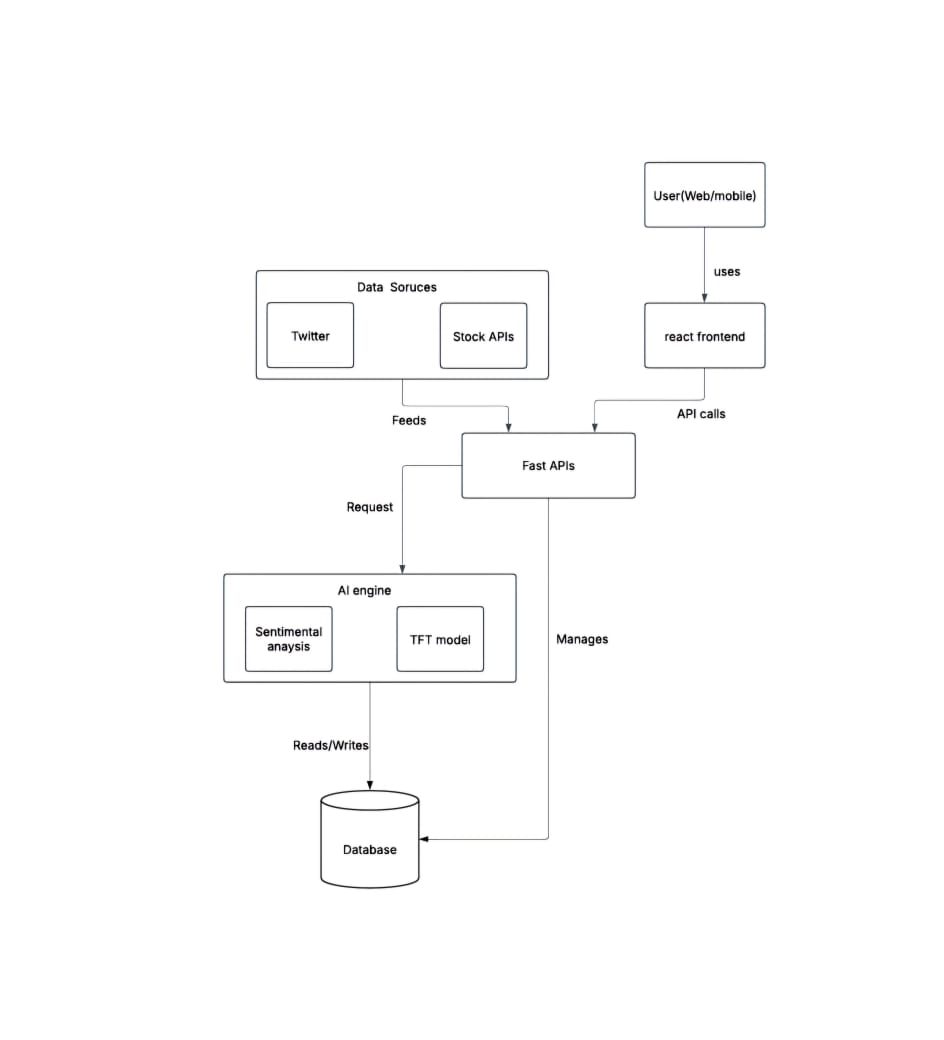 User(Web/mobile)
uses
Data Soruces
Twitter
Stock APIs
react frontend
Feeds
API calls
Fast APIs
Request
AI engine
Sentimental
anaysis
TFT model
Manages
Reads/Writes
Database